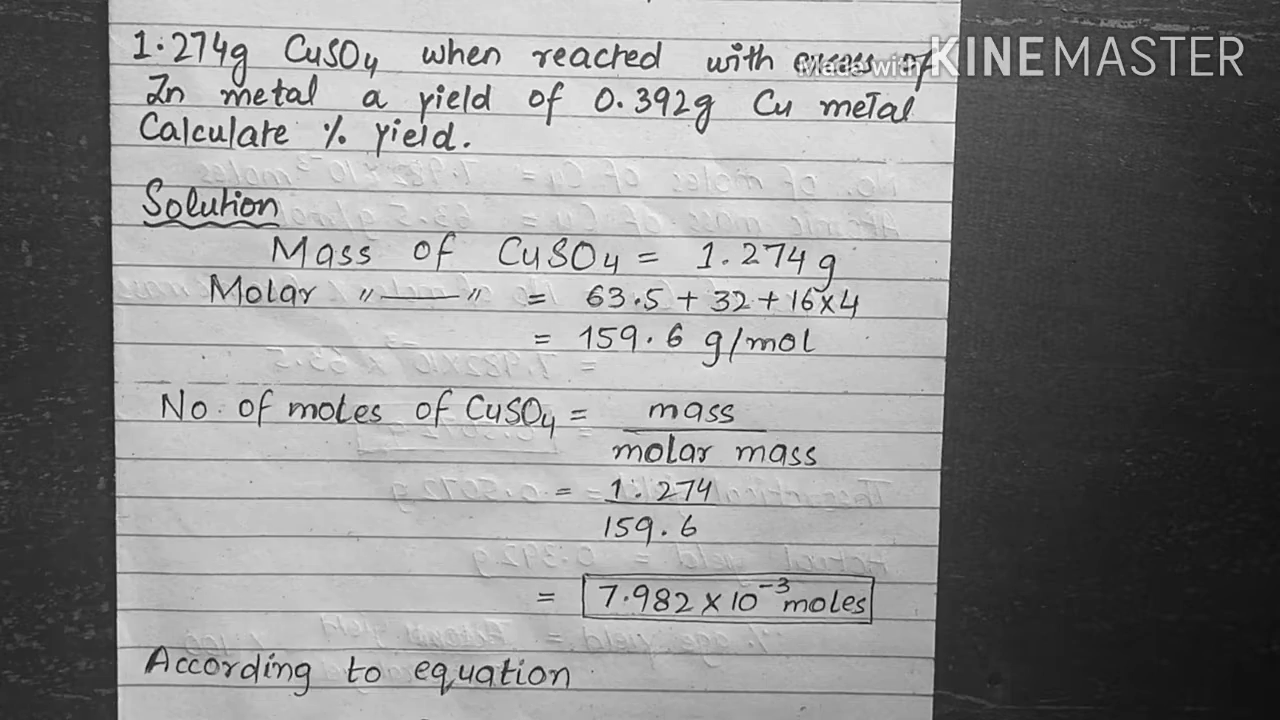 1.274g CuSO4 when reacted with excess of
Made with KINEMASTER
Zn metal a yield of 0.392g Cu metal
Calculate % yield.
Solution
Mass of CuSO4 = 1.274g
Molar "——" = 63.5 + 32 + 16×4
= 159.6 g/mol
No. of moles of CuSO4 = mass
molar mass
= 1.274
159.6
= 7.982 × 10⁻³ moles
According to equation